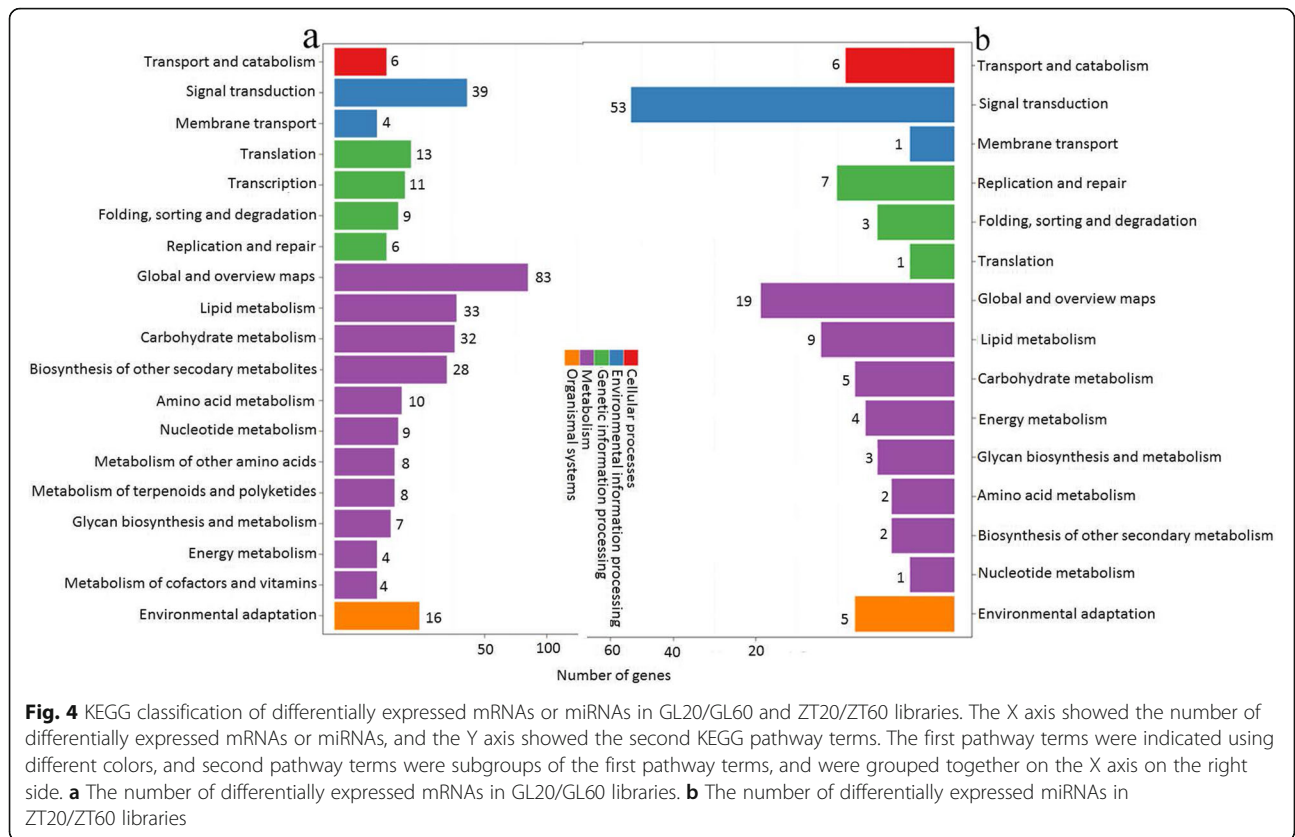 a
b
Transport and catabolism 6
Signal transduction 39
Membrane transport 4
Translation 13
Transcription 11
Folding, sorting and degradation 9
Replication and repair 6
Global and overview maps 83
Lipid metabolism 33
Carbohydrate metabolism 32
Biosynthesis of other secodary metabolites 28
Amino acid metabolism 10
Nucleotide metabolism 9
Metabolism of other amino acids 8
Metabolism of terpenoids and polyketides 8
Glycan biosynthesis and metabolism 7
Energy metabolism 4
Metabolism of cofactors and vitamins 4
Environmental adaptation 16
50 100
Cellular processes
Environmental information processing
Genetic information processing
Metabolism
Organismal systems
6 Transport and catabolism
53 Signal transduction
1 Membrane transport
7 Replication and repair
3 Folding, sorting and degradation
1 Translation
19 Global and overview maps
9 Lipid metabolism
5 Carbohydrate metabolism
4 Energy metabolism
3 Glycan biosynthesis and metabolism
2 Amino acid metabolism
2 Biosynthesis of other secondary metabolism
1 Nucleotide metabolism
5 Environmental adaptation
60 40 20
Number of genes
Fig. 4 KEGG classification of differentially expressed mRNAs or miRNAs in GL20/GL60 and ZT20/ZT60 libraries. The X axis showed the number of
differentially expressed mRNAs or miRNAs, and the Y axis showed the second KEGG pathway terms. The first pathway terms were indicated using
different colors, and second pathway terms were subgroups of the first pathway terms, and were grouped together on the X axis on the right
side. a The number of differentially expressed mRNAs in GL20/GL60 libraries. b The number of differentially expressed miRNAs in
ZT20/ZT60 libraries